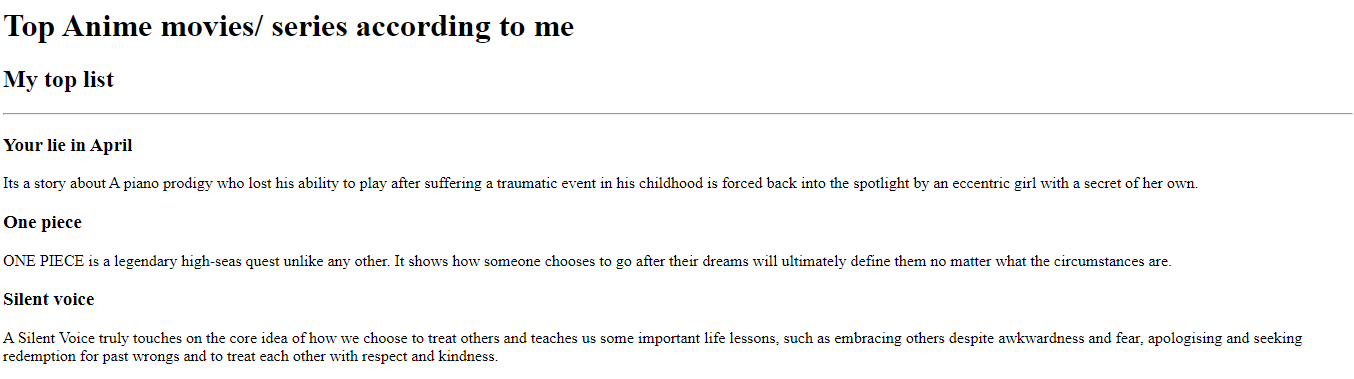 Top Anime movies/ series according to me
My top list
Your lie in April
Its a story about A piano prodigy who lost his ability to play after suffering a traumatic event in his childhood is forced back into the spotlight by an eccentric girl with a secret of her own.
One piece
ONE PIECE is a legendary high-seas quest unlike any other. It shows how someone chooses to go after their dreams will ultimately define them no matter what the circumstances are.
Silent voice
A Silent Voice truly touches on the core idea of how we choose to treat others and teaches us some important life lessons, such as embracing others despite awkwardness and fear, apologising and seeking
redemption for past wrongs and to treat each other with respect and kindness.